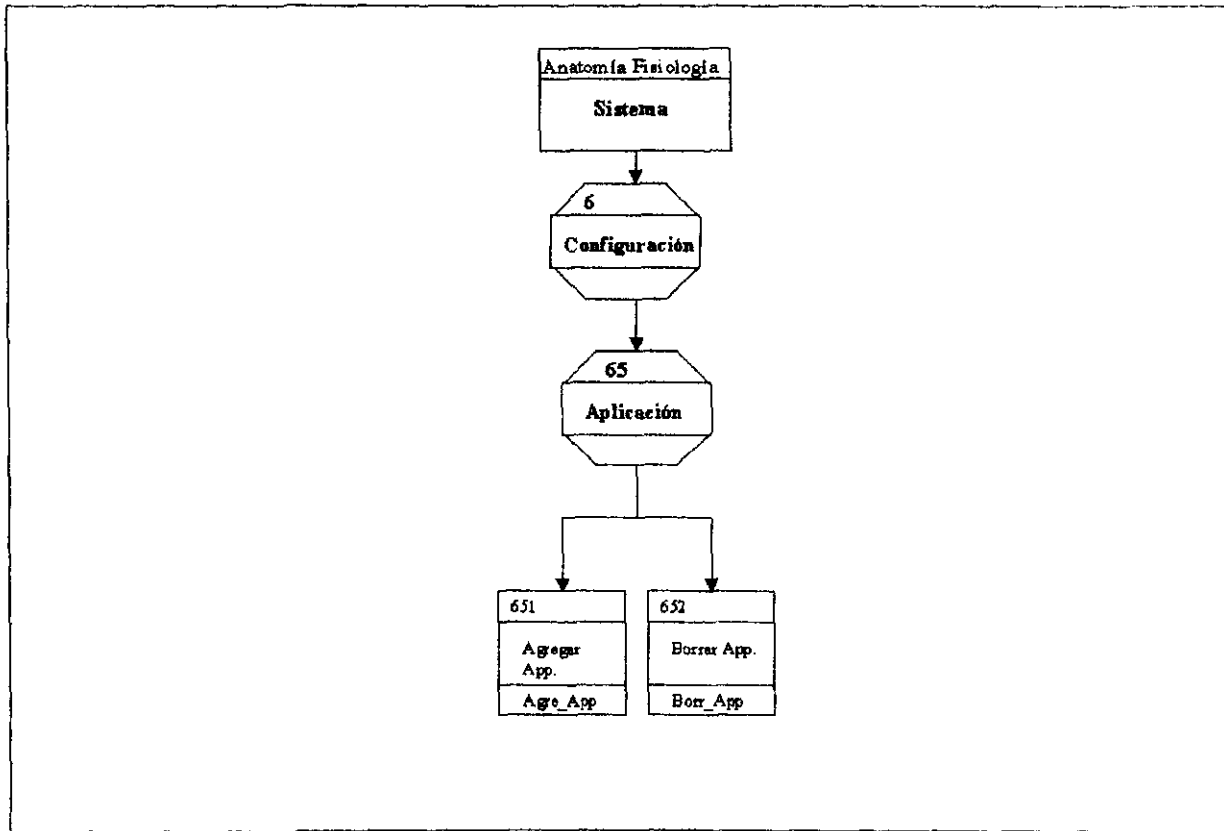 Anatomía Fisiología
Sistema
6
Configuración
65
Aplicación
651
Agregar
App.
Agre_App
652
Borrar App.
Borr_App